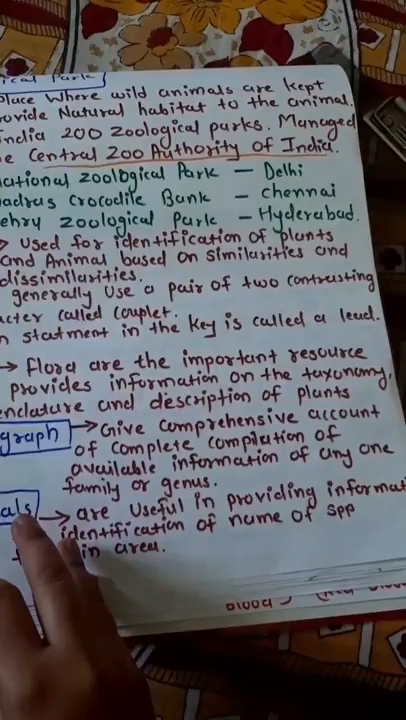 ical Park
place where wild animals are kept
ovide Natural habitat to the animal.
India 200 Zoological parks. Managed
e Central Zoo Authority of India.
ational Zoological Park - Delhi
adras Crocodile Bank - Chennai
ehru Zoological Park - Hyderabad.
> Used for identification of plants
and Animal based on similarities and
dissimilarities.
generally Use a pair of two contrasting
acter called couplet.
h statment in the key is called a lead.
→ Flora are the important resource
provides information on the taxonomy,
enclature and description of plants
graph → Give comprehensive account
of complete compilation of
available information of any one
family or genus.
als → are Useful in providing informat
identification of name of spp
in area.